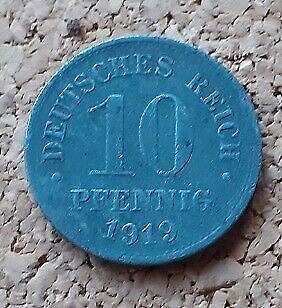 · DEUTSCHES REICH ·
10
PFENNIG
1919